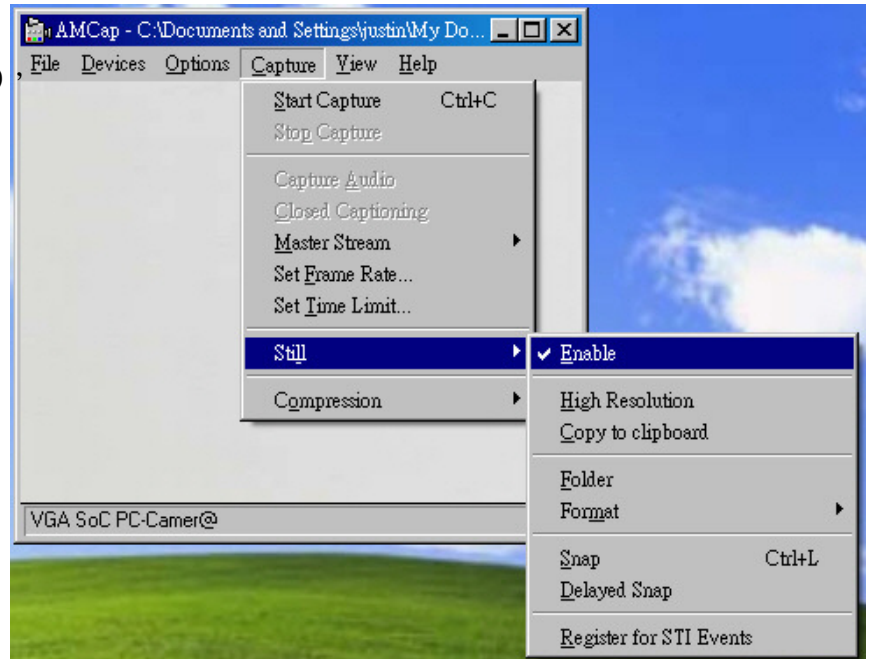 AMCap - C:\Documents and Settings\justin\My Do...
) ,
File Devices Options Capture View Help
Start Capture Ctrl+C
Stop Capture
Capture Audio
Closed Captioning
Master Stream
Set Frame Rate...
Set Time Limit...
Still
Compression
Enable
High Resolution
Copy to clipboard
Folder
Format
Snap Ctrl+L
Delayed Snap
Register for STI Events
VGA SoC PC-Camer@